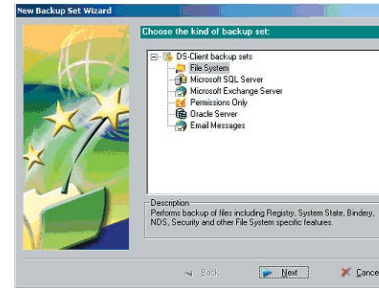 New Backup Set Wizard
Choose the kind of backup set:
DS-Client backup sets
File System
Microsoft SQL Server
Microsoft Exchange Server
Permissions Only
Oracle Server
Email Messages
Description
Performs backup of files including Registry, System State, Bindery,
NDS, Security and other File System specific features.
Back
Next
Cance